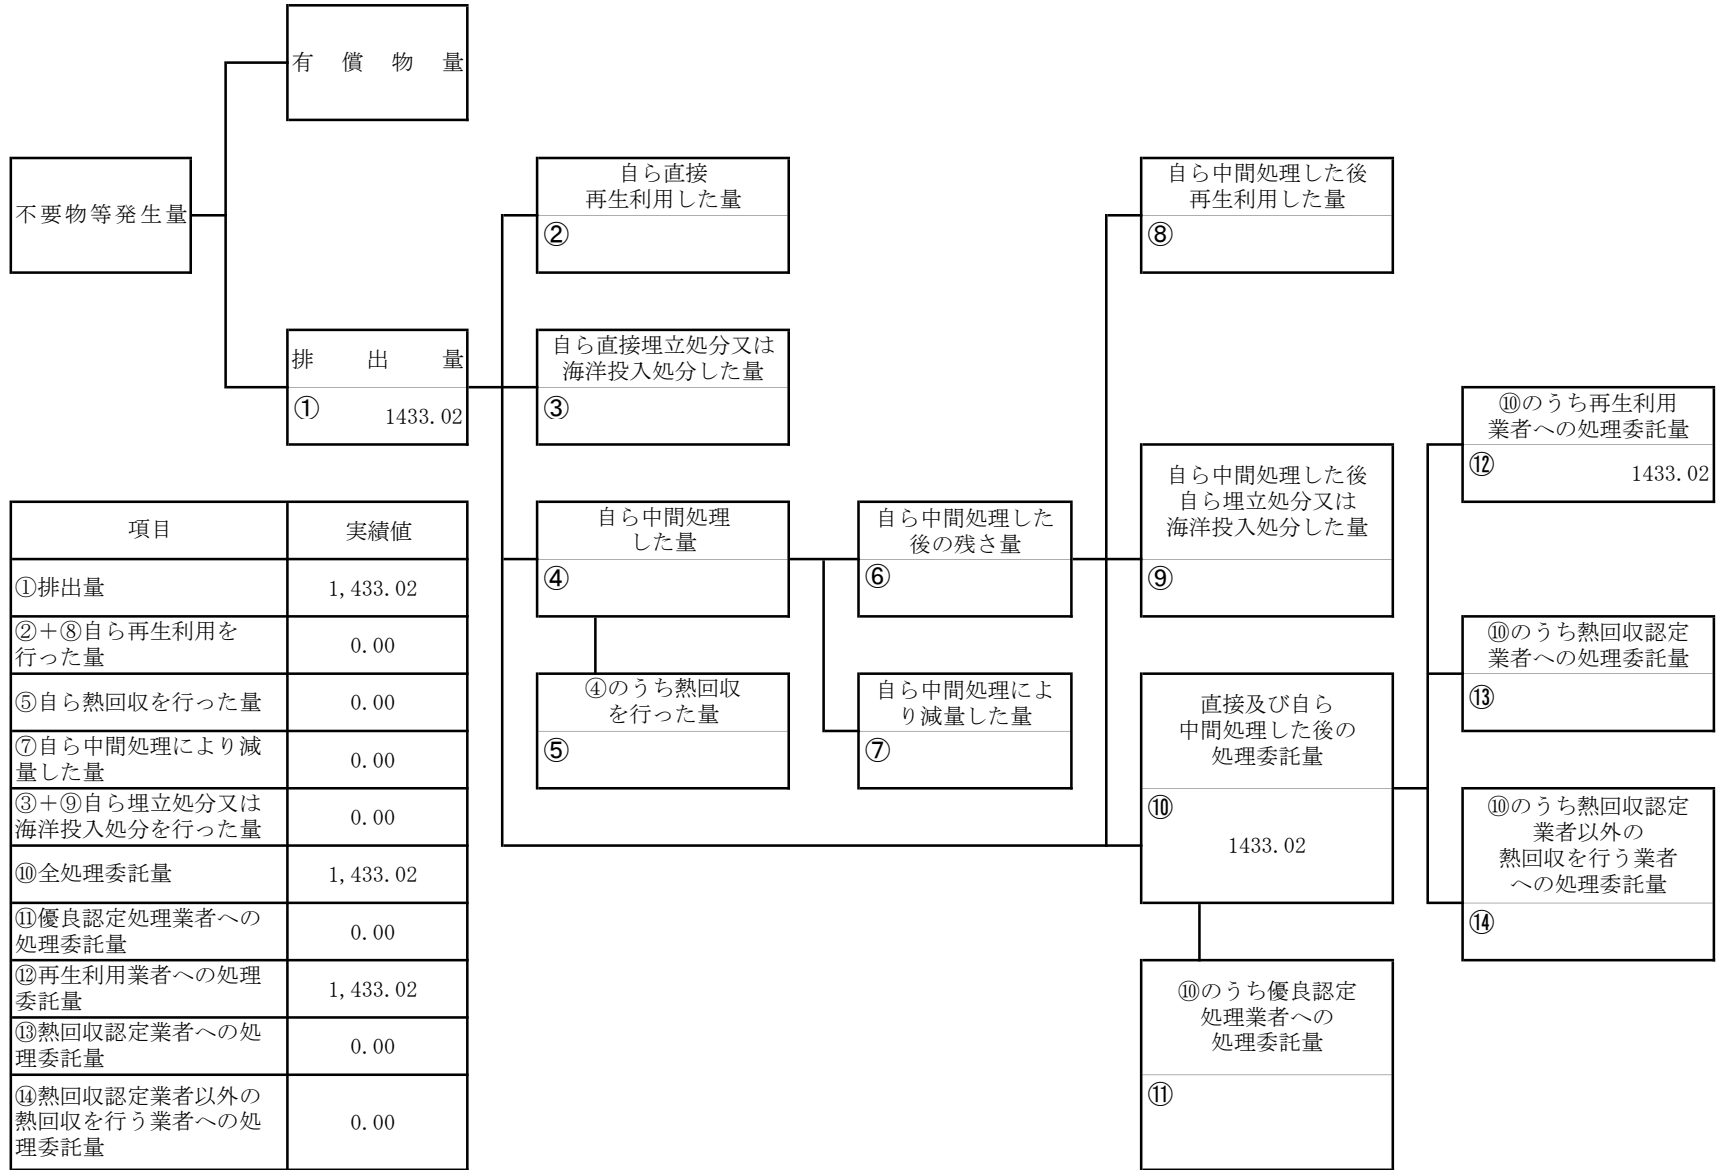 有償物量
不要物等発生量
排出量
①
1433.02
自ら直接
再生利用した量
②
自ら直接埋立処分又は
海洋投入処分した量
③
自ら中間処理
した量
④
④のうち熱回収
を行った量
⑤
自ら中間処理した
後の残さ量
⑥
自ら中間処理によ
り減量した量
⑦
自ら中間処理した後
再生利用した量
⑧
自ら中間処理した後
自ら埋立処分又は
海洋投入処分した量
⑨
直接及び自ら
中間処理した後の
処理委託量
⑩
1433.02
⑩のうち優良認定
処理業者への
処理委託量
⑪
⑩のうち再生利用
業者への処理委託量
⑫
1433.02
⑩のうち熱回収認定
業者への処理委託量
⑬
⑩のうち熱回収認定
業者以外の
熱回収を行う業者
への処理委託量
⑭
項目 実績値
①排出量 1,433.02
②＋⑧自ら再生利用を
行った量 0.00
⑤自ら熱回収を行った量 0.00
⑦自ら中間処理により減
量した量 0.00
③＋⑨自ら埋立処分又は
海洋投入処分を行った量 0.00
⑩全処理委託量 1,433.02
⑪優良認定処理業者への
処理委託量 0.00
⑫再生利用業者への処理
委託量 1,433.02
⑬熱回収認定業者への処
理委託量 0.00
⑭熱回収認定業者以外の
熱回収を行う業者への処
理委託量 0.00